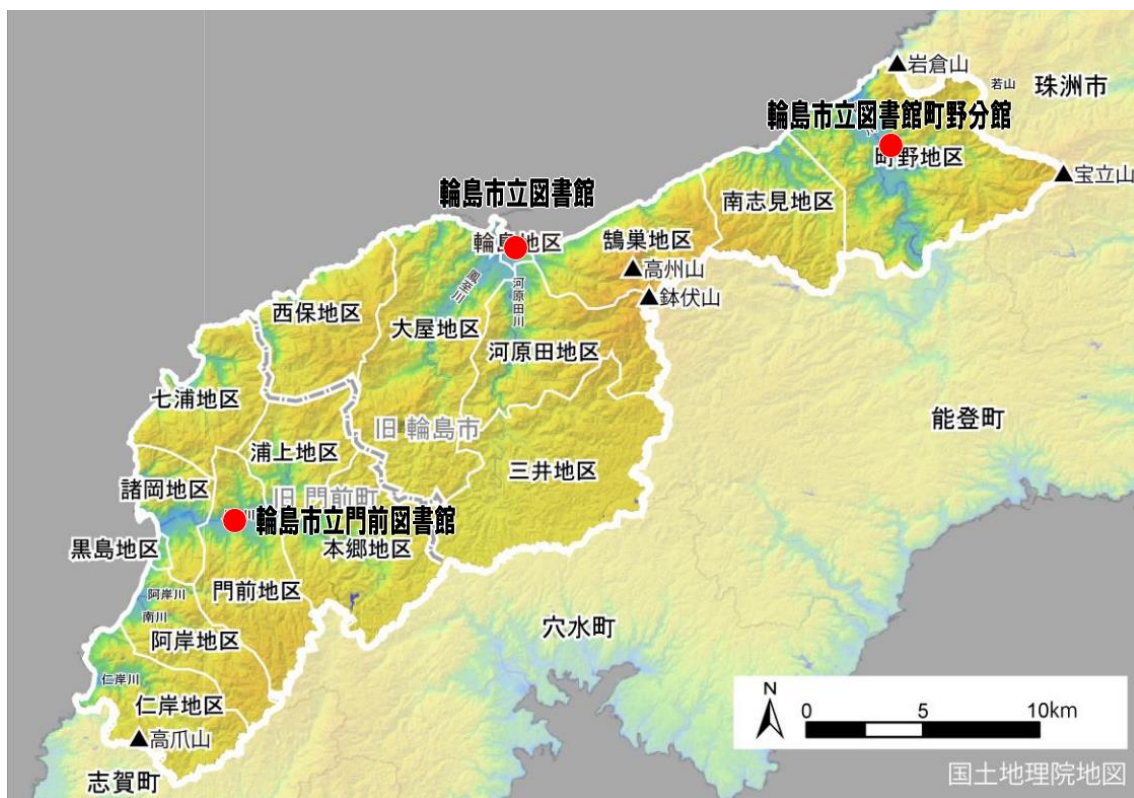 岩倉山
若山
珠洲市
輪島市立図書館町野分館
町野地区
宝立山
輪島市立図書館
南志見地区
輪島地区
鵠巣地区
高州山
鉢伏山
鳳至川
河原田川
西保地区
大屋地区
河原田地区
七浦地区
旧 輪島市
能登町
浦上地区
三井地区
諸岡地区
旧 門前町
輪島市立門前図書館
黒島地区
本郷地区
門前地区
阿岸川
南川
穴水町
阿岸地区
仁岸川
仁岸地区
高爪山
志賀町
N
0 5 10km
国土地理院地図